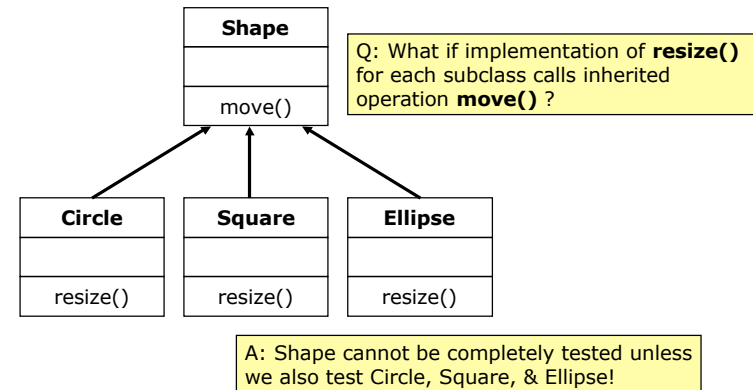 Shape
move()
Q: What if implementation of resize()
for each subclass calls inherited
operation move() ?
Circle
resize()
Square
resize()
Ellipse
resize()
A: Shape cannot be completely tested unless
we also test Circle, Square, & Ellipse!